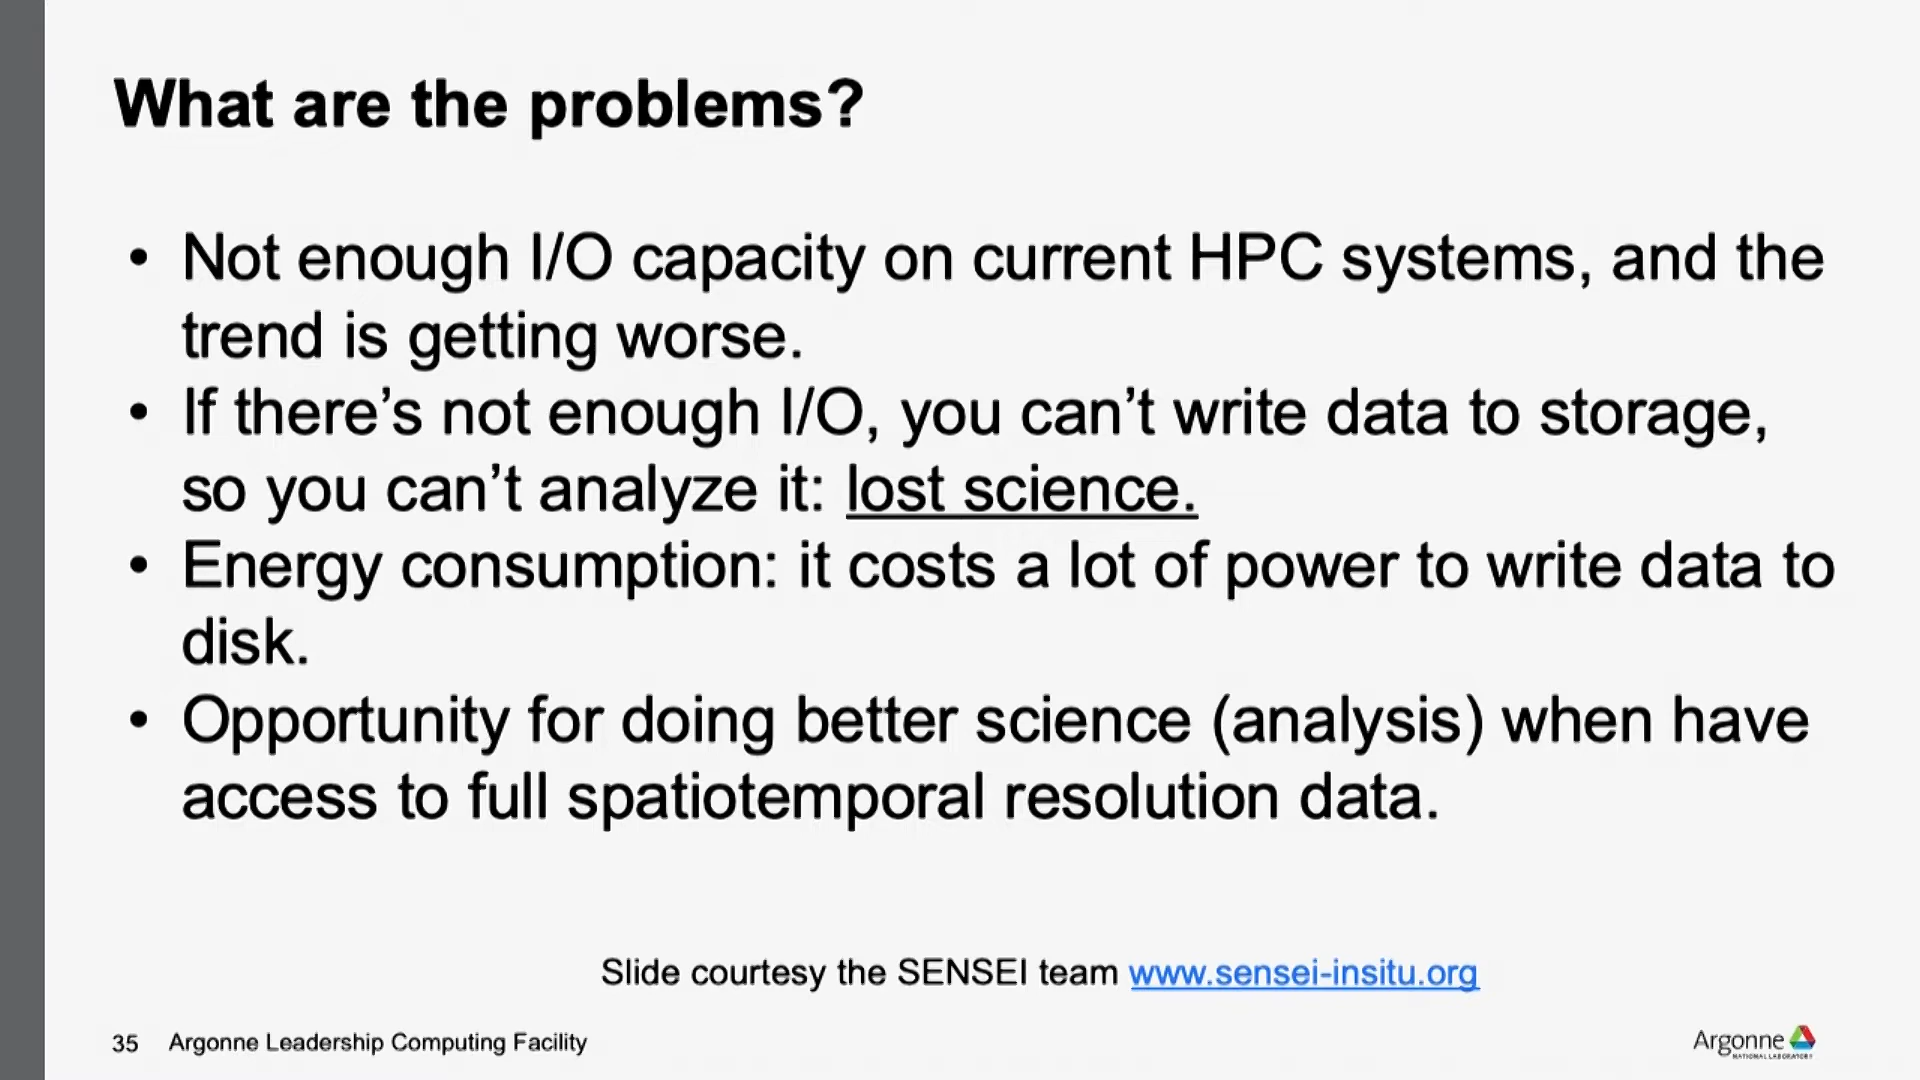 What are the problems?
• Not enough I/O capacity on current HPC systems, and the
trend is getting worse.
• If there’s not enough I/O, you can’t write data to storage,
so you can’t analyze it: lost science.
• Energy consumption: it costs a lot of power to write data to
disk.
• Opportunity for doing better science (analysis) when have
access to full spatiotemporal resolution data.
Slide courtesy the SENSEI team www.sensei-insitu.org
35 Argonne Leadership Computing Facility
Argonne
NATIONAL LABORATORY